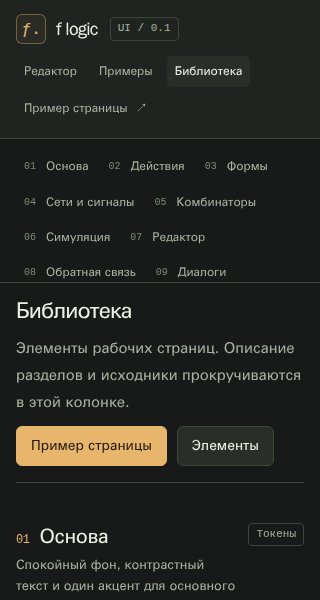 f. f logic UI / 0.1
Редактор Примеры Библиотека
Пример страницы ↗
01 Основа 02 Действия 03 Формы
04 Сети и сигналы 05 Комбинаторы
06 Симуляция 07 Редактор
08 Обратная связь 09 Диалоги
Библиотека
Элементы рабочих страниц. Описание
разделов и исходники прокручиваются
в этой колонке.
Пример страницы Элементы
01 Основа Токены
Спокойный фон, контрастный
текст и один акцент для основного